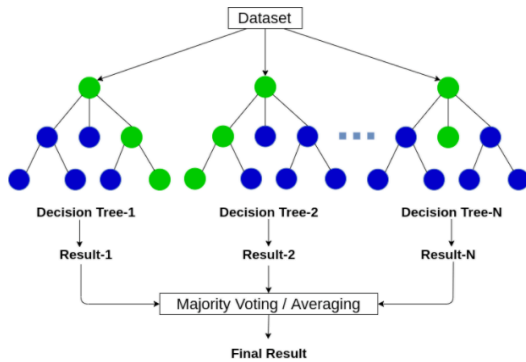 Dataset
Decision Tree-1
Decision Tree-2
Decision Tree-N
Result-1
Result-2
Result-N
Majority Voting / Averaging
Final Result